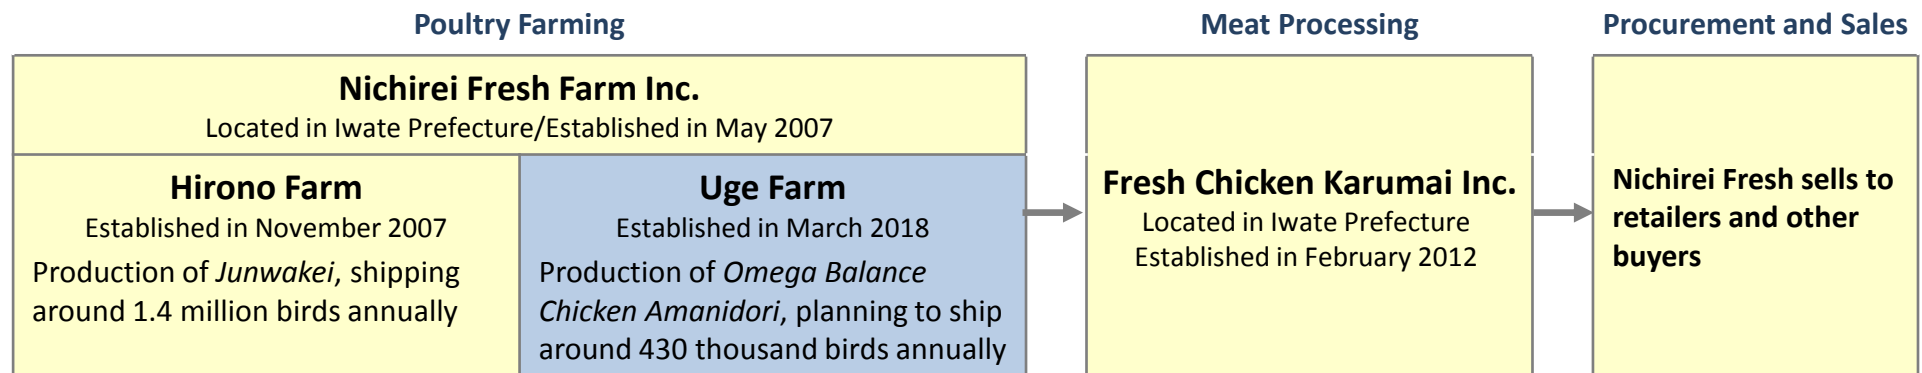 Poultry Farming
Meat Processing
Procurement and Sales
Nichirei Fresh Farm Inc.
Located in Iwate Prefecture/Established in May 2007
Hirono Farm
Established in November 2007
Production of Junwakei, shipping
around 1.4 million birds annually
Uge Farm
Established in March 2018
Production of Omega Balance
Chicken Amanidori, planning to ship
around 430 thousand birds annually
Fresh Chicken Karumai Inc.
Located in Iwate Prefecture
Established in February 2012
Nichirei Fresh sells to
retailers and other
buyers